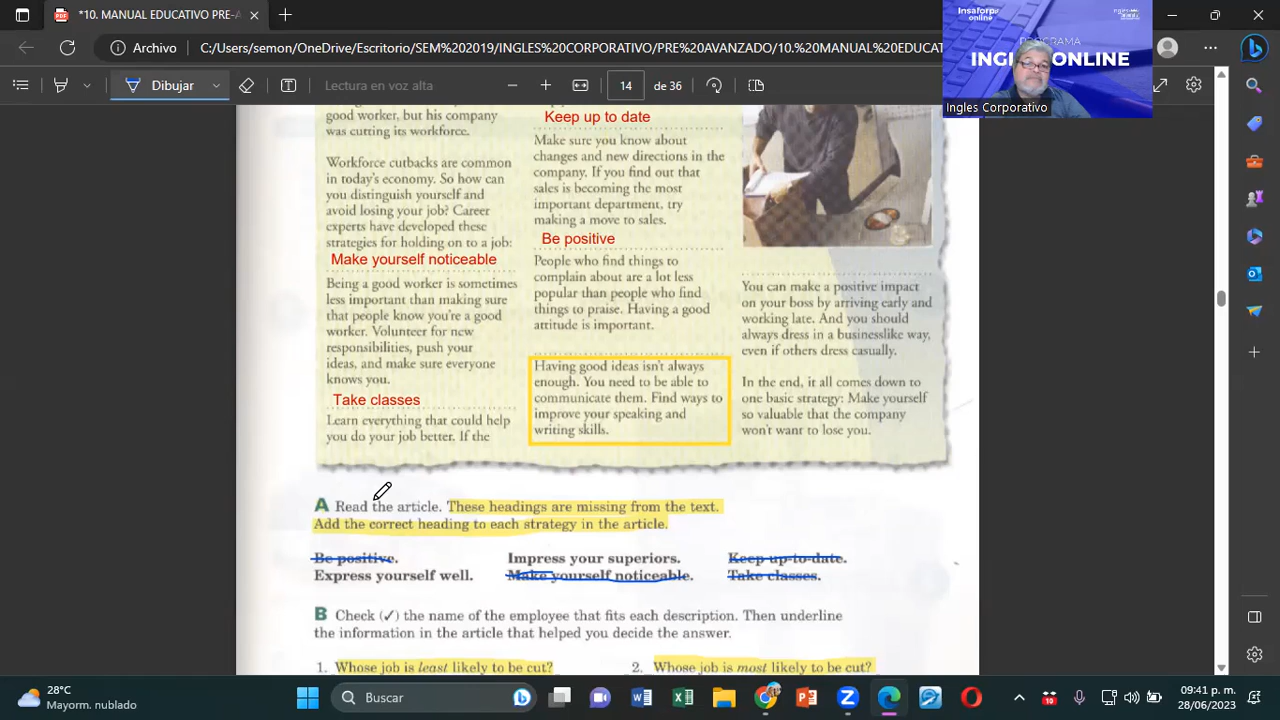 *10. MANUAL EDUCATIVO PRE-
Archivo
C:/Users/sendy/OneDrive/Escritorio/SEM%202019/INGLES%20CORPORATIVO/PRE%20AVANZADO/10.%20MANUAL%20EDUCAT
Dibujar
Lectura en voz alta
14
de 36
Insaforp
online
PROGRAMA
INGLES ONLINE
Ingles Corporativo
good worker, but his company
was cutting its workforce.
Workforce cutbacks are common
in today's economy. So how can
you distinguish yourself and
avoid losing your job? Career
experts have developed these
strategies for holding on to a job:
Make yourself noticeable
Being a good worker is sometimes
less important than making sure
that people know you're a good
worker. Volunteer for new
responsibilities, push your
ideas, and make sure everyone
knows you.
Take classes
Learn everything that could help
you do your job better. If the
Keep up to date
Make sure you know about
changes and new directions in the
company. If you find out that
sales is becoming the most
important department, try
making a move to sales.
Be positive
People who find things to
complain about are a lot less
popular than people who find
things to praise. Having a good
attitude is important.
Having good ideas isn't always
enough. You need to be able to
communicate them. Find ways to
improve your speaking and
writing skills.
You can make a positive impact
on your boss by arriving early and
working late. And you should
always dress in a businesslike way,
even if others dress casually.
In the end, it all comes down to
one basic strategy: Make yourself
so valuable that the company
won't want to lose you.
A Read the article. These headings are missing from the text.
Add the correct heading to each strategy in the article.
Be positive. Impress your superiors. Keep up-to-date.
Express yourself well. Make yourself noticeable. Take classes.
B Check (✓) the name of the employee that fits each description. Then underline
the information in the article that helped you decide the answer.
1. Whose job is least likely to be cut? 2. Whose job is most likely to be cut?
28°C
Mayorm. nublado
Buscar
10
09:41 p. m.
28/06/2023